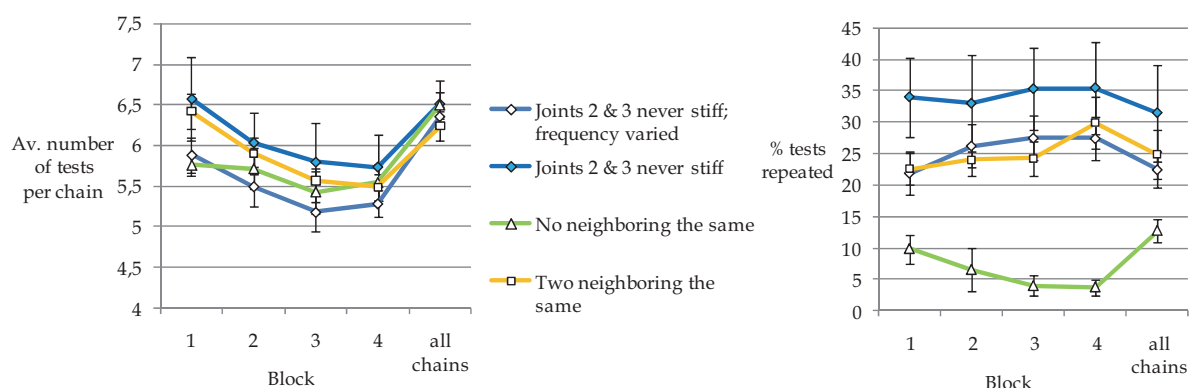 7,5
7
6,5
6
5,5
5
4,5
4
Av. number
of tests
per chain
1 2 3 4 all
chains
Block
Joints 2 & 3 never stiff;
frequency varied
Joints 2 & 3 never stiff
No neighboring the same
Two neighboring the
same
45
40
35
30
25
20
15
10
5
0
% tests
repeated
1 2 3 4 all
chains
Block